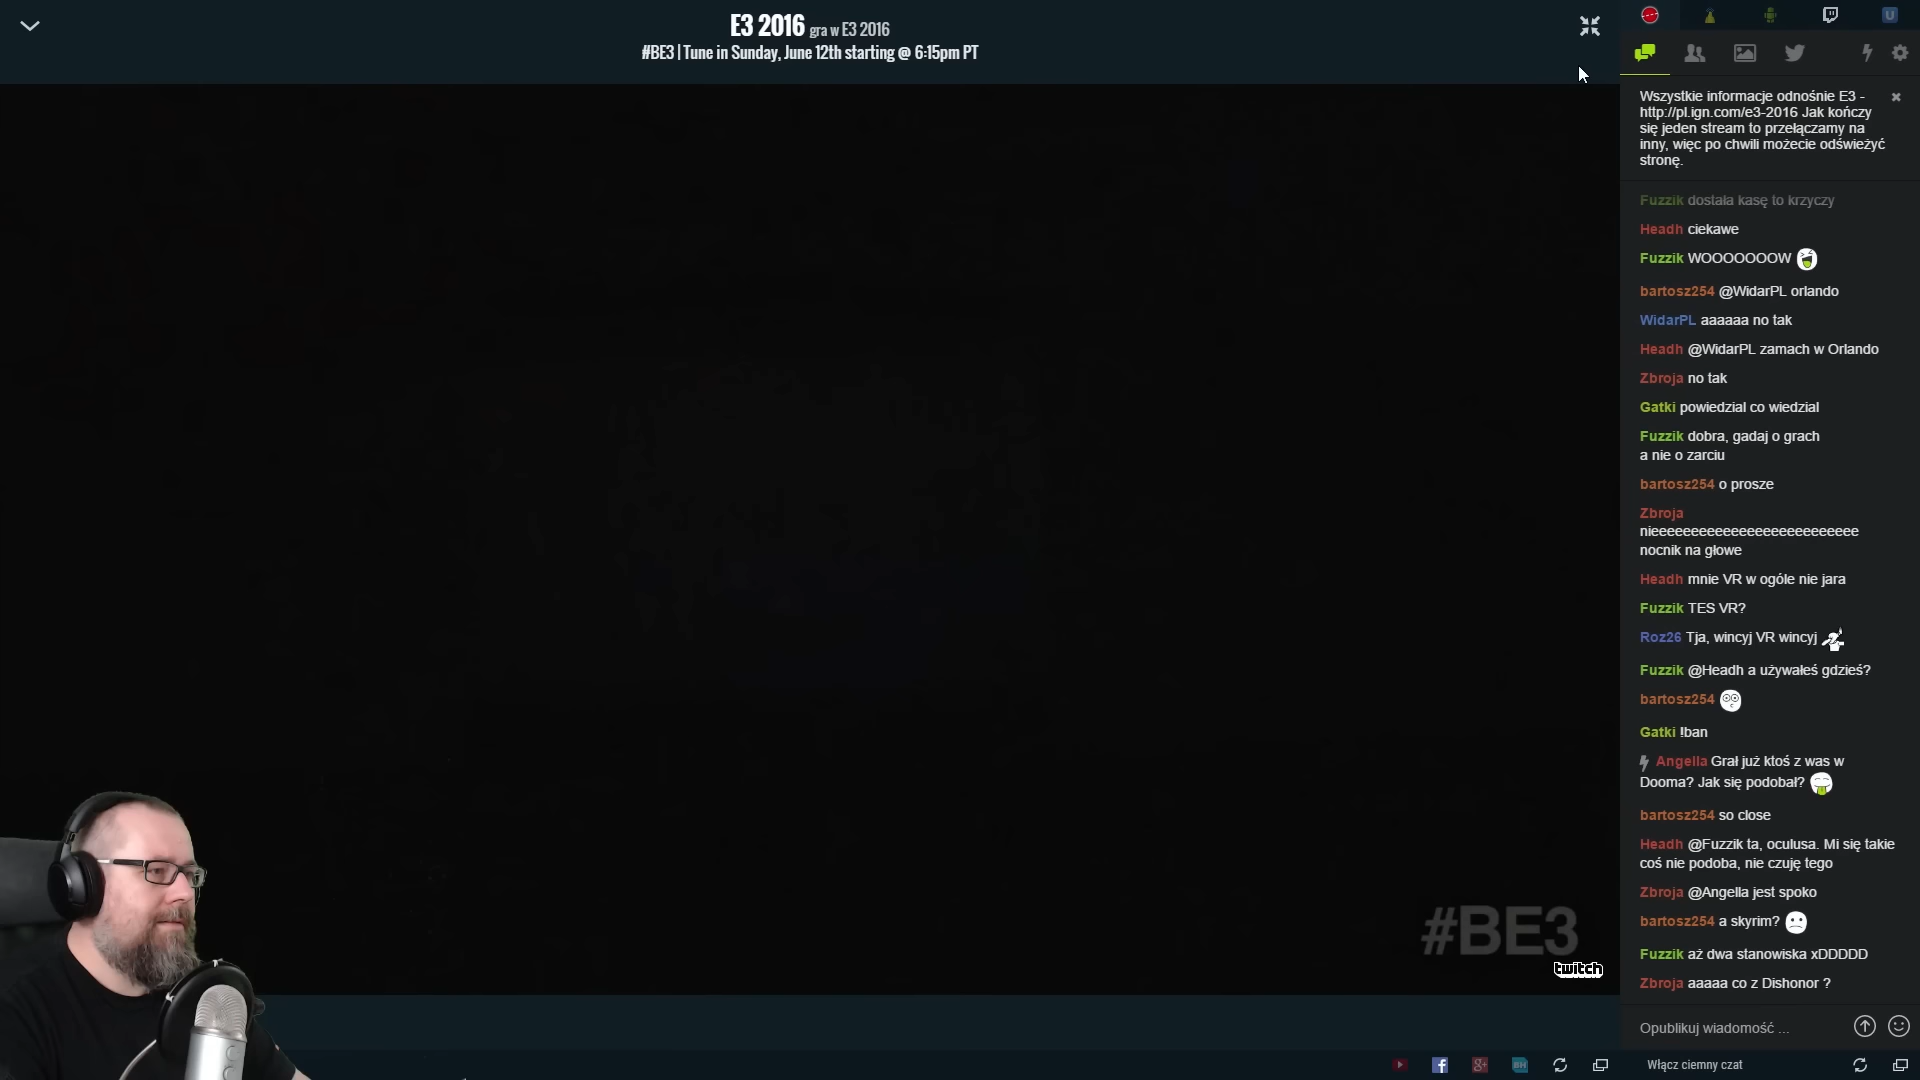 E3 2016 gra w E3 2016
#BE3 | Tune in Sunday, June 12th starting @ 6:15pm PT
Wszystkie informacje odnośnie E3 -
http://pl.ign.com/e3-2016 Jak kończy
się jeden stream to przełączamy na
inny, więc po chwili możecie odświeżyć
stronę.
Fuzzik dostała kasę to krzyczy
Headh ciekawe
Fuzzik WOOOOOOOW
bartosz254 @WidarPL orlando
WidarPL aaaaaa no tak
Headh @WidarPL zamach w Orlando
Zbroja no tak
Gatki powiedzial co wiedzial
Fuzzik dobra, gadaj o grach
a nie o zarciu
bartosz254 o prosze
Zbroja
nieeeeeeeeeeeeeeeeeeeeeeeee
nocnik na głowe
Headh mnie VR w ogóle nie jara
Fuzzik TES VR?
Roz26 Tja, wincyj VR wincyj
Fuzzik @Headh a używałeś gdzieś?
bartosz254
Gatki !ban
Angella Grał już ktoś z was w
Dooma? Jak się podobał?
bartosz254 so close
Headh @Fuzzik ta, oculusa. Mi się takie
coś nie podoba, nie czuję tego
Zbroja @Angella jest spoko
bartosz254 a skyrim?
Fuzzik aż dwa stanowiska xDDDDD
Zbroja aaaaa co z Dishonor ?
#BE3
twitch
Opublikuj wiadomość ...
Włącz ciemny czat